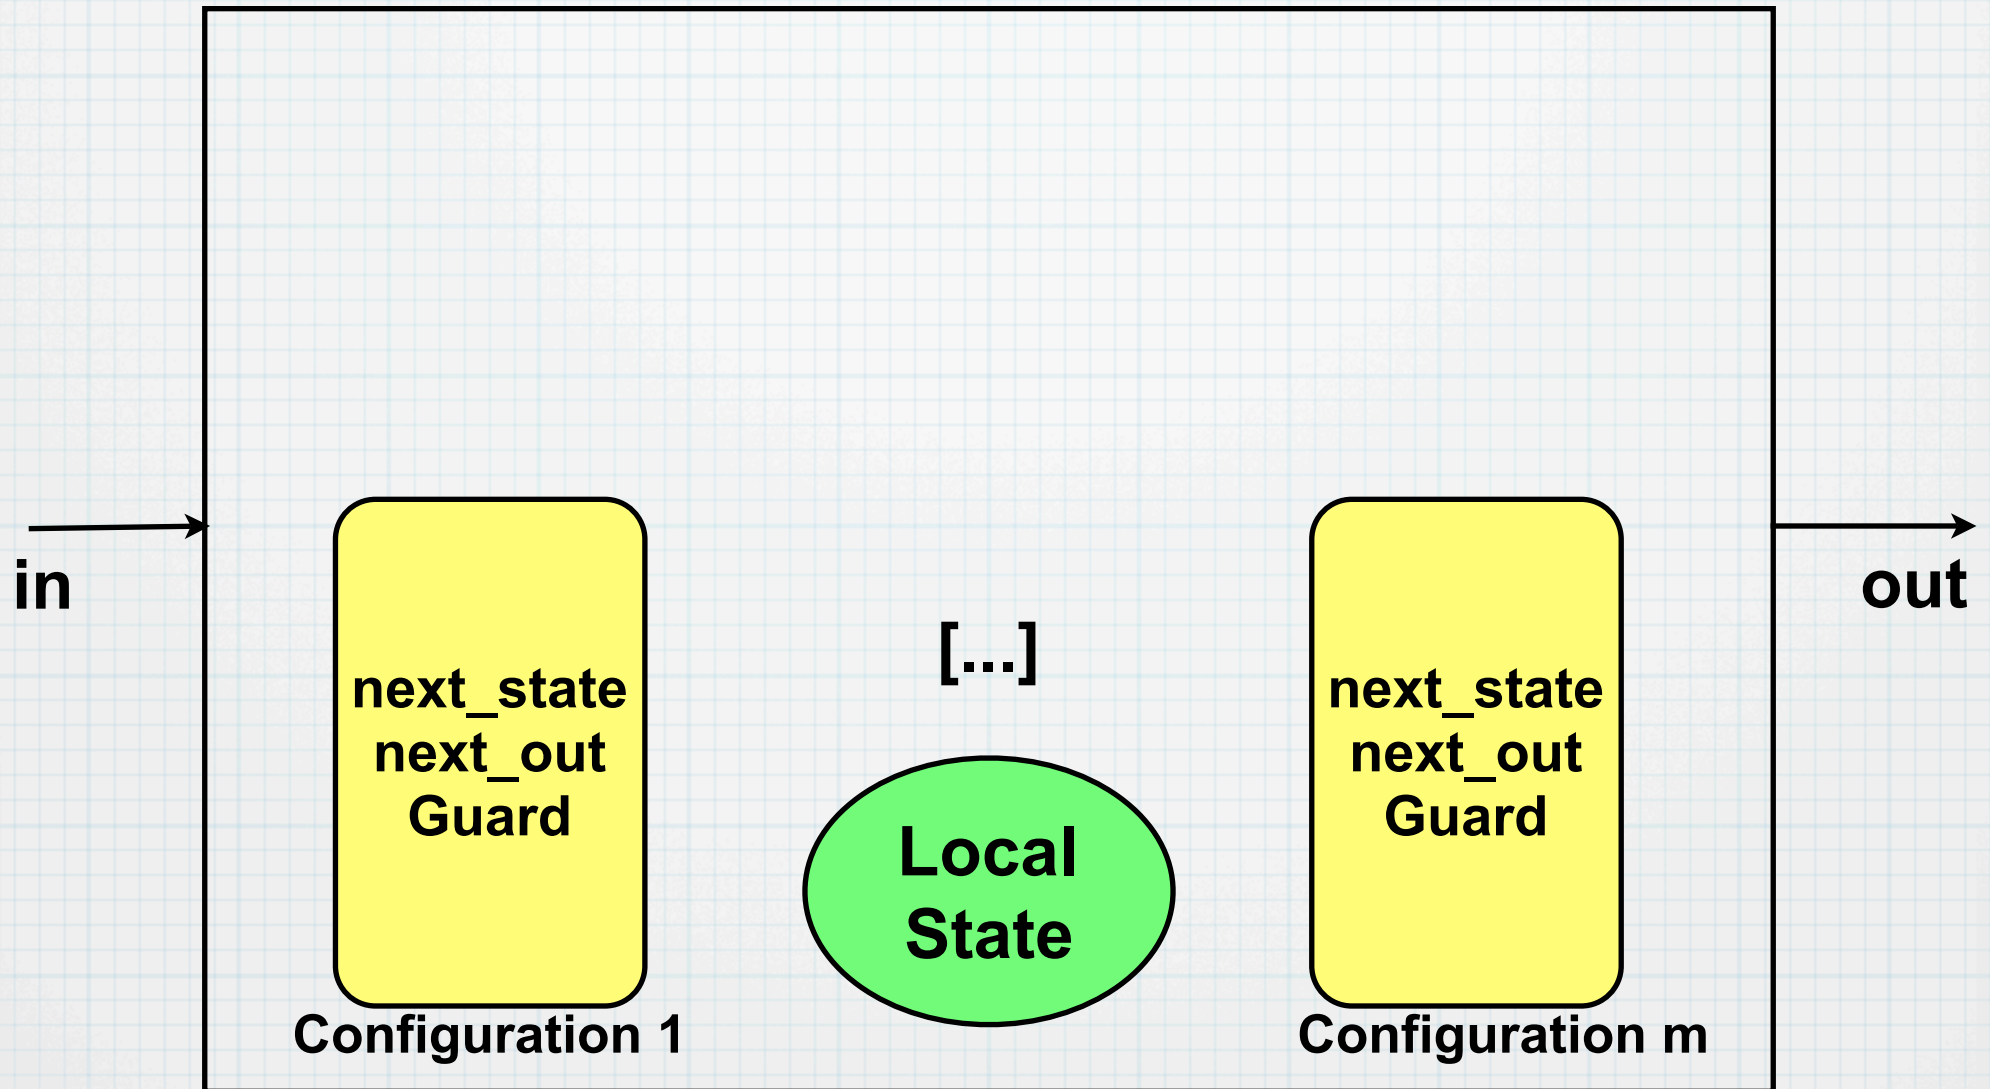 in
out
[...]
next_state
next_out
Guard
next_state
next_out
Guard
Local
State
Configuration 1
Configuration m